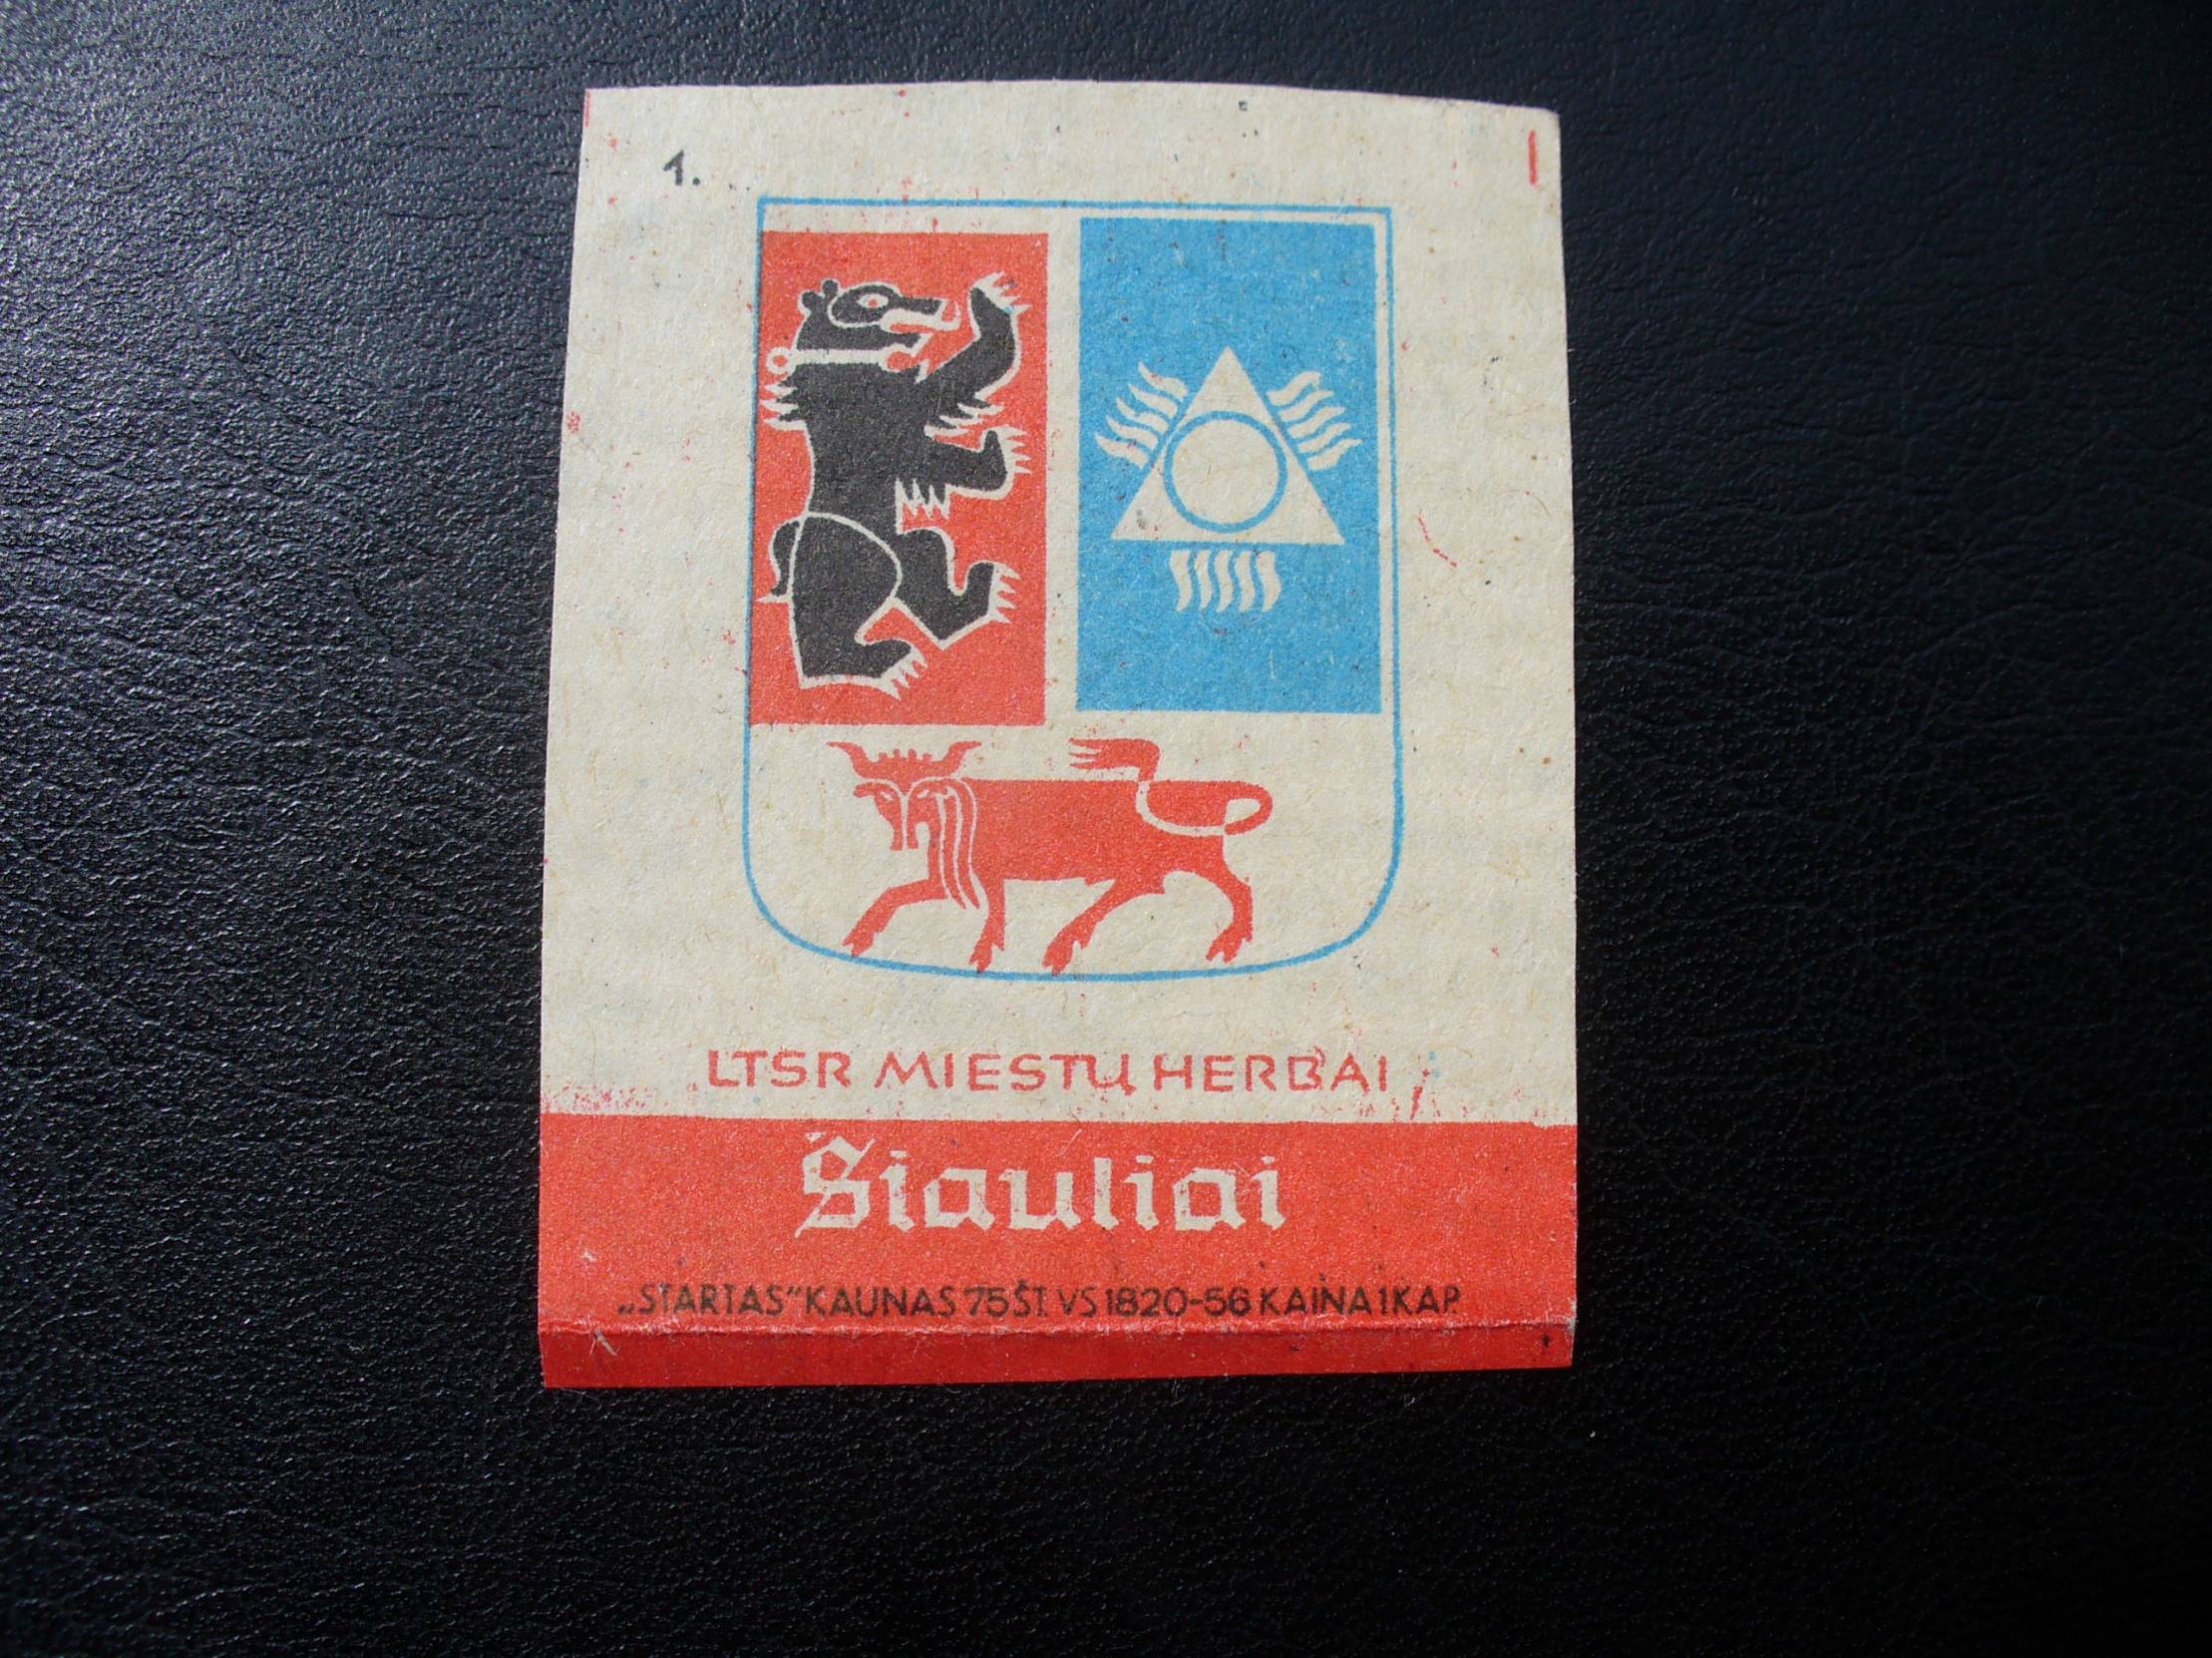 1.
LTSR MIESTŲ HERBAI
Šiauliai
„STARTAS“ KAUNAS 75 ŠT. VS 1820-56 KAINA 1 KAP.